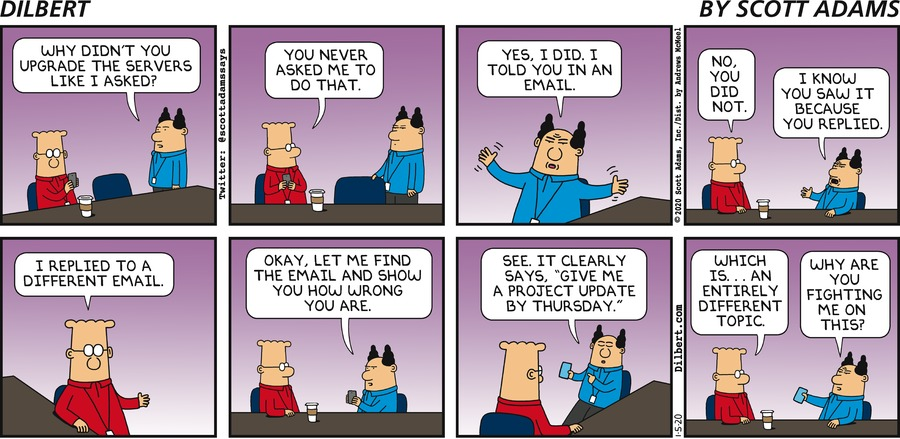 DILBERT
BY SCOTT ADAMS
WHY DIDN'T YOU
UPGRADE THE SERVERS
LIKE I ASKED?
Twitter: @scottadamssays
YOU NEVER
ASKED ME TO
DO THAT.
YES, I DID. I
TOLD YOU IN AN
EMAIL.
©2020 Scott Adams, Inc./Dist. by Andrews McMeel
NO,
YOU
DID
NOT.
I KNOW
YOU SAW IT
BECAUSE
YOU REPLIED.
I REPLIED TO A
DIFFERENT EMAIL.
OKAY, LET ME FIND
THE EMAIL AND SHOW
YOU HOW WRONG
YOU ARE.
SEE. IT CLEARLY
SAYS, "GIVE ME
A PROJECT UPDATE
BY THURSDAY."
Dilbert.com
1-5-20
WHICH
IS... AN
ENTIRELY
DIFFERENT
TOPIC.
WHY ARE
YOU
FIGHTING
ME ON
THIS?